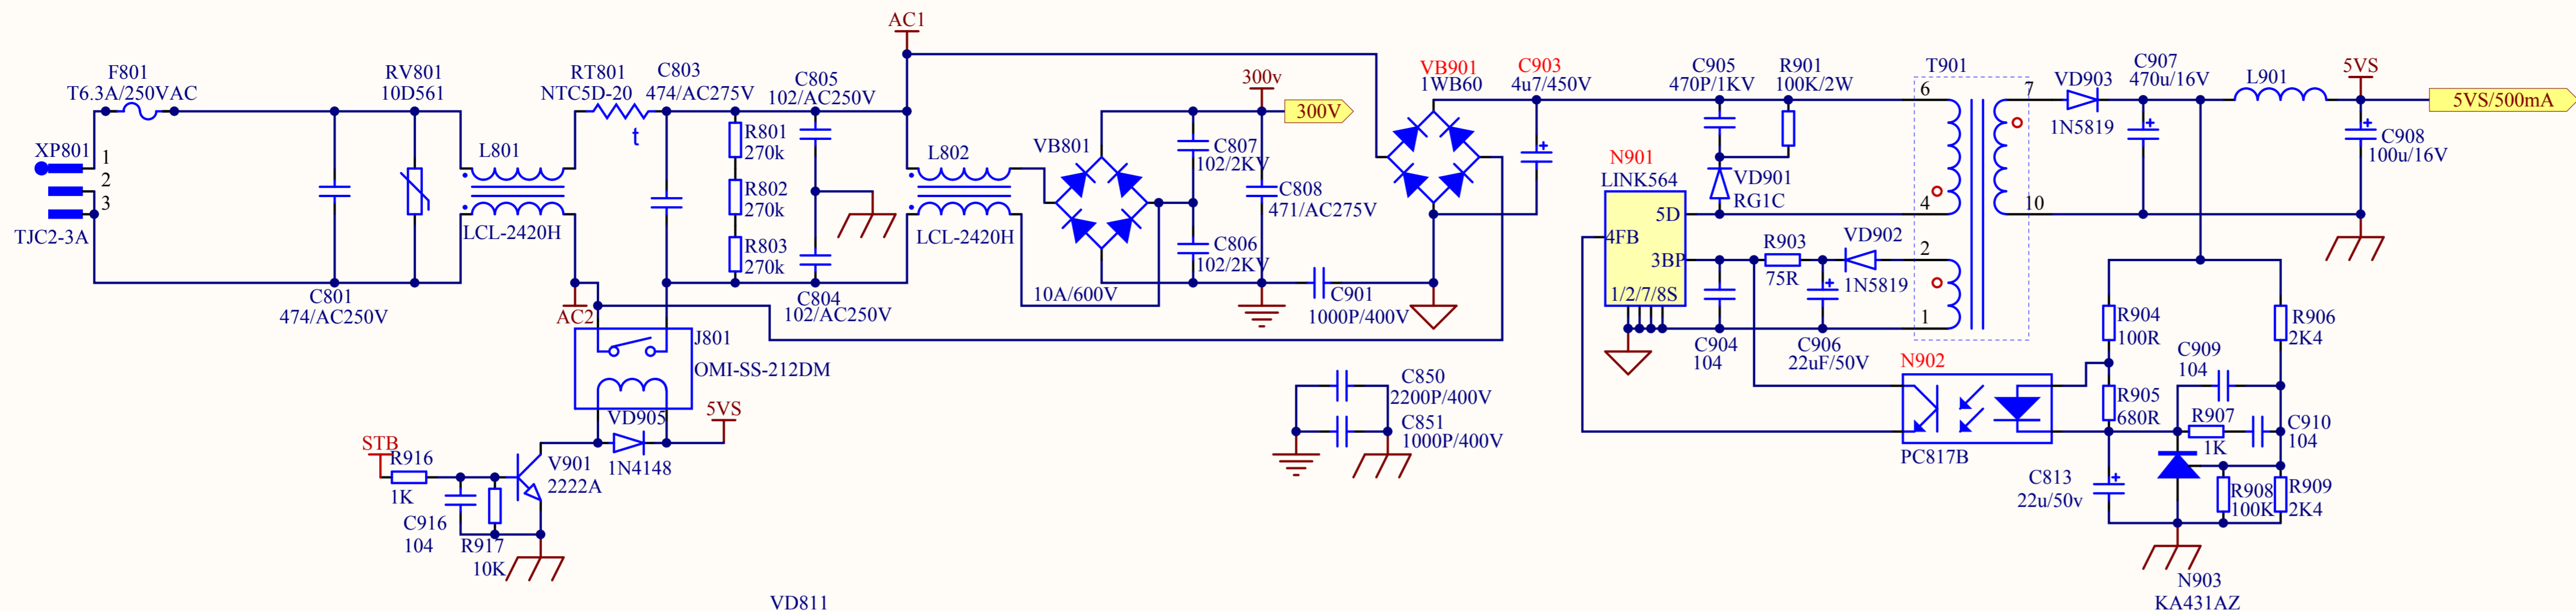 AC1
F801
T6.3A/250VAC
RV801
10D561
RT801
NTC5D-20
t
C803
474/AC275V
C805
102/AC250V
300v
300V
VB901
1WB60
C903
4u7/450V
C905
470P/1KV
R901
100K/2W
T901
6
7
VD903
1N5819
C907
470u/16V
L901
5VS
5VS/500mA
XP801
1
2
3
TJC2-3A
L801
LCL-2420H
R801
270k
R802
270k
R803
270k
L802
LCL-2420H
VB801
10A/600V
C807
102/2KV
C808
471/AC275V
C806
102/2KV
N901
LINK564
5D
4FB
3BP
1/2/7/8S
VD901
RG1C
4
10
C908
100u/16V
R903
75R
VD902
1N5819
2
1
C801
474/AC250V
AC2
C804
102/AC250V
C901
1000P/400V
C904
104
C906
22uF/50V
R904
100R
R906
2K4
J801
OMI-SS-212DM
N902
PC817B
C909
104
R905
680R
R907
1K
C910
104
C850
2200P/400V
C851
1000P/400V
VD905
1N4148
5VS
STB
R916
1K
V901
2222A
C916
104
R917
10K
C813
22u/50v
R908
100K
R909
2K4
N903
KA431AZ
VD811